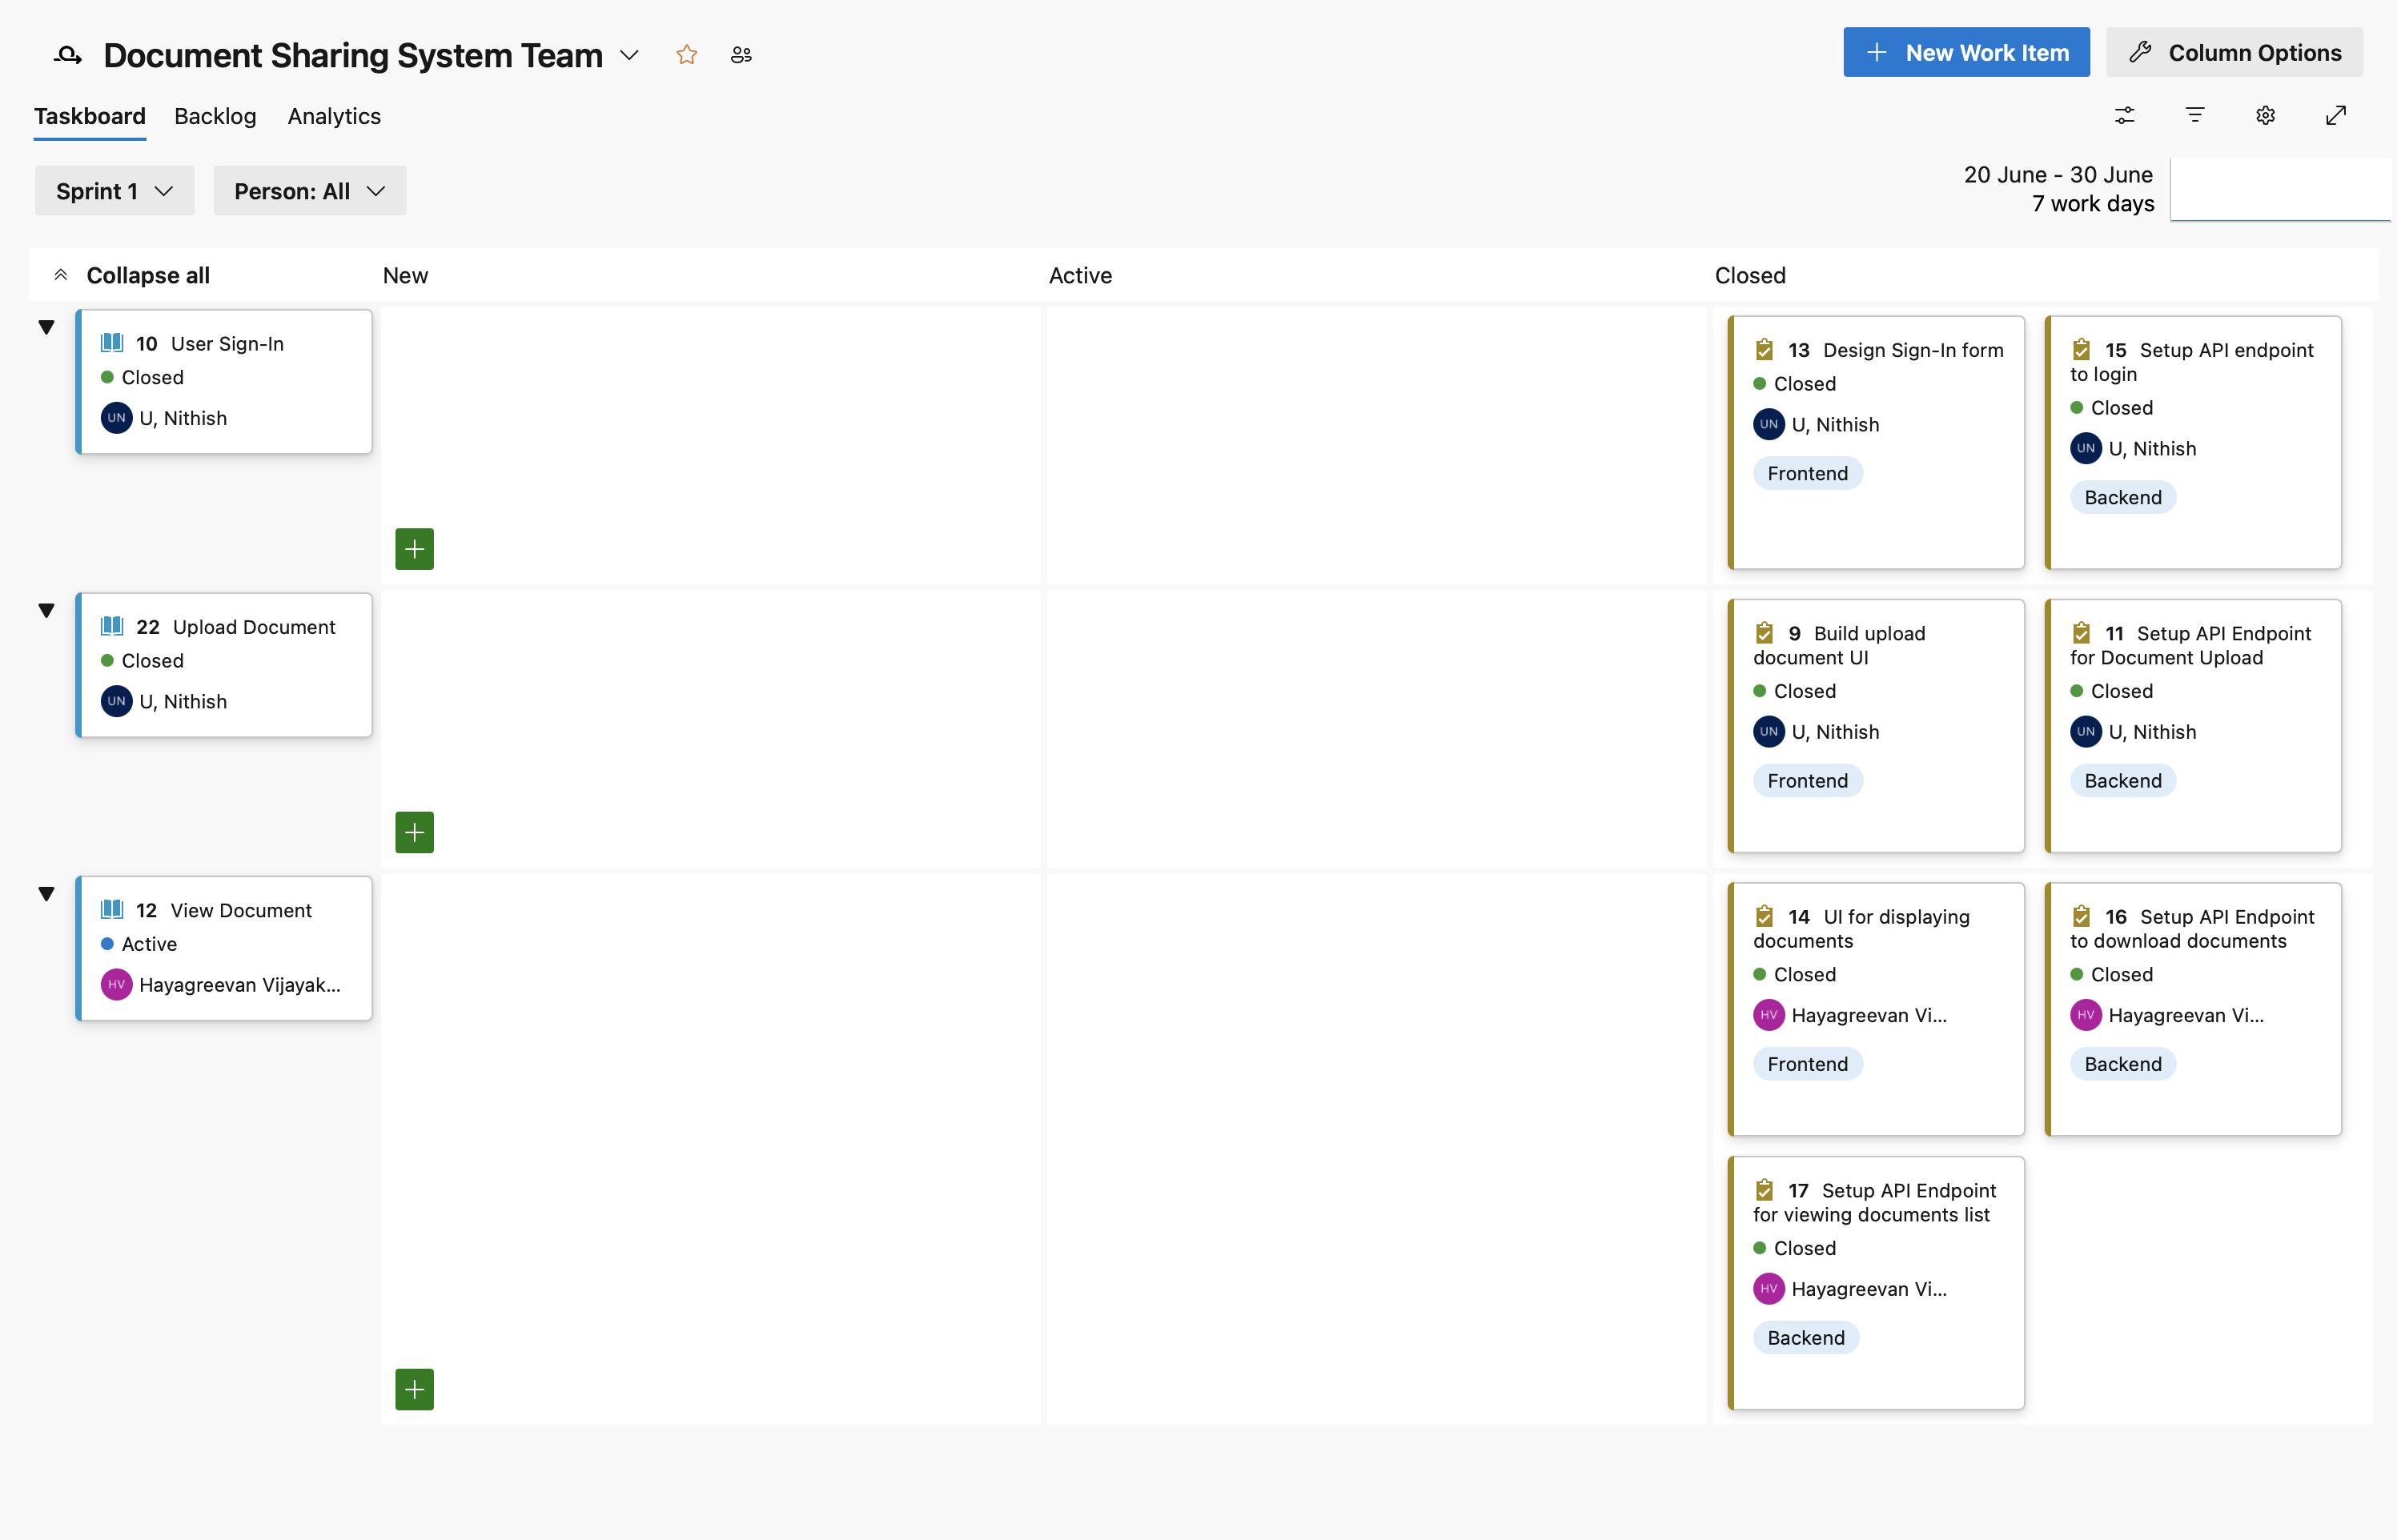 Document Sharing System Team
New Work Item
Column Options
Taskboard
Backlog
Analytics
Sprint 1
Person: All
20 June - 30 June
7 work days
Collapse all
New
Active
Closed
10 User Sign-In
Closed
UN U, Nithish
13 Design Sign-In form
Closed
UN U, Nithish
Frontend
15 Setup API endpoint
to login
Closed
UN U, Nithish
Backend
22 Upload Document
Closed
UN U, Nithish
9 Build upload
document UI
Closed
UN U, Nithish
Frontend
11 Setup API Endpoint
for Document Upload
Closed
UN U, Nithish
Backend
12 View Document
Active
HV Hayagreevan Vijayak...
14 UI for displaying
documents
Closed
HV Hayagreevan Vi...
Frontend
16 Setup API Endpoint
to download documents
Closed
HV Hayagreevan Vi...
Backend
17 Setup API Endpoint
for viewing documents list
Closed
HV Hayagreevan Vi...
Backend